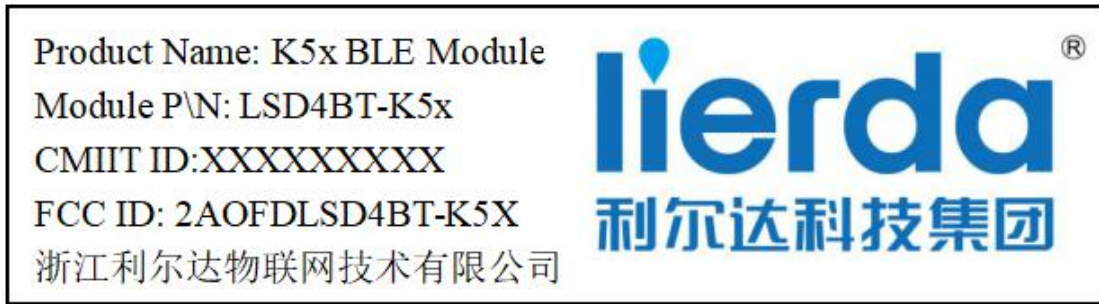 Product Name: K5x BLE Module
Module P\N: LSD4BT-K5x
CMIIT ID:XXXXXXXXX
FCC ID: 2AOFDLSD4BT-K5X
浙江利尔达物联网技术有限公司
lierda®
利尔达科技集团